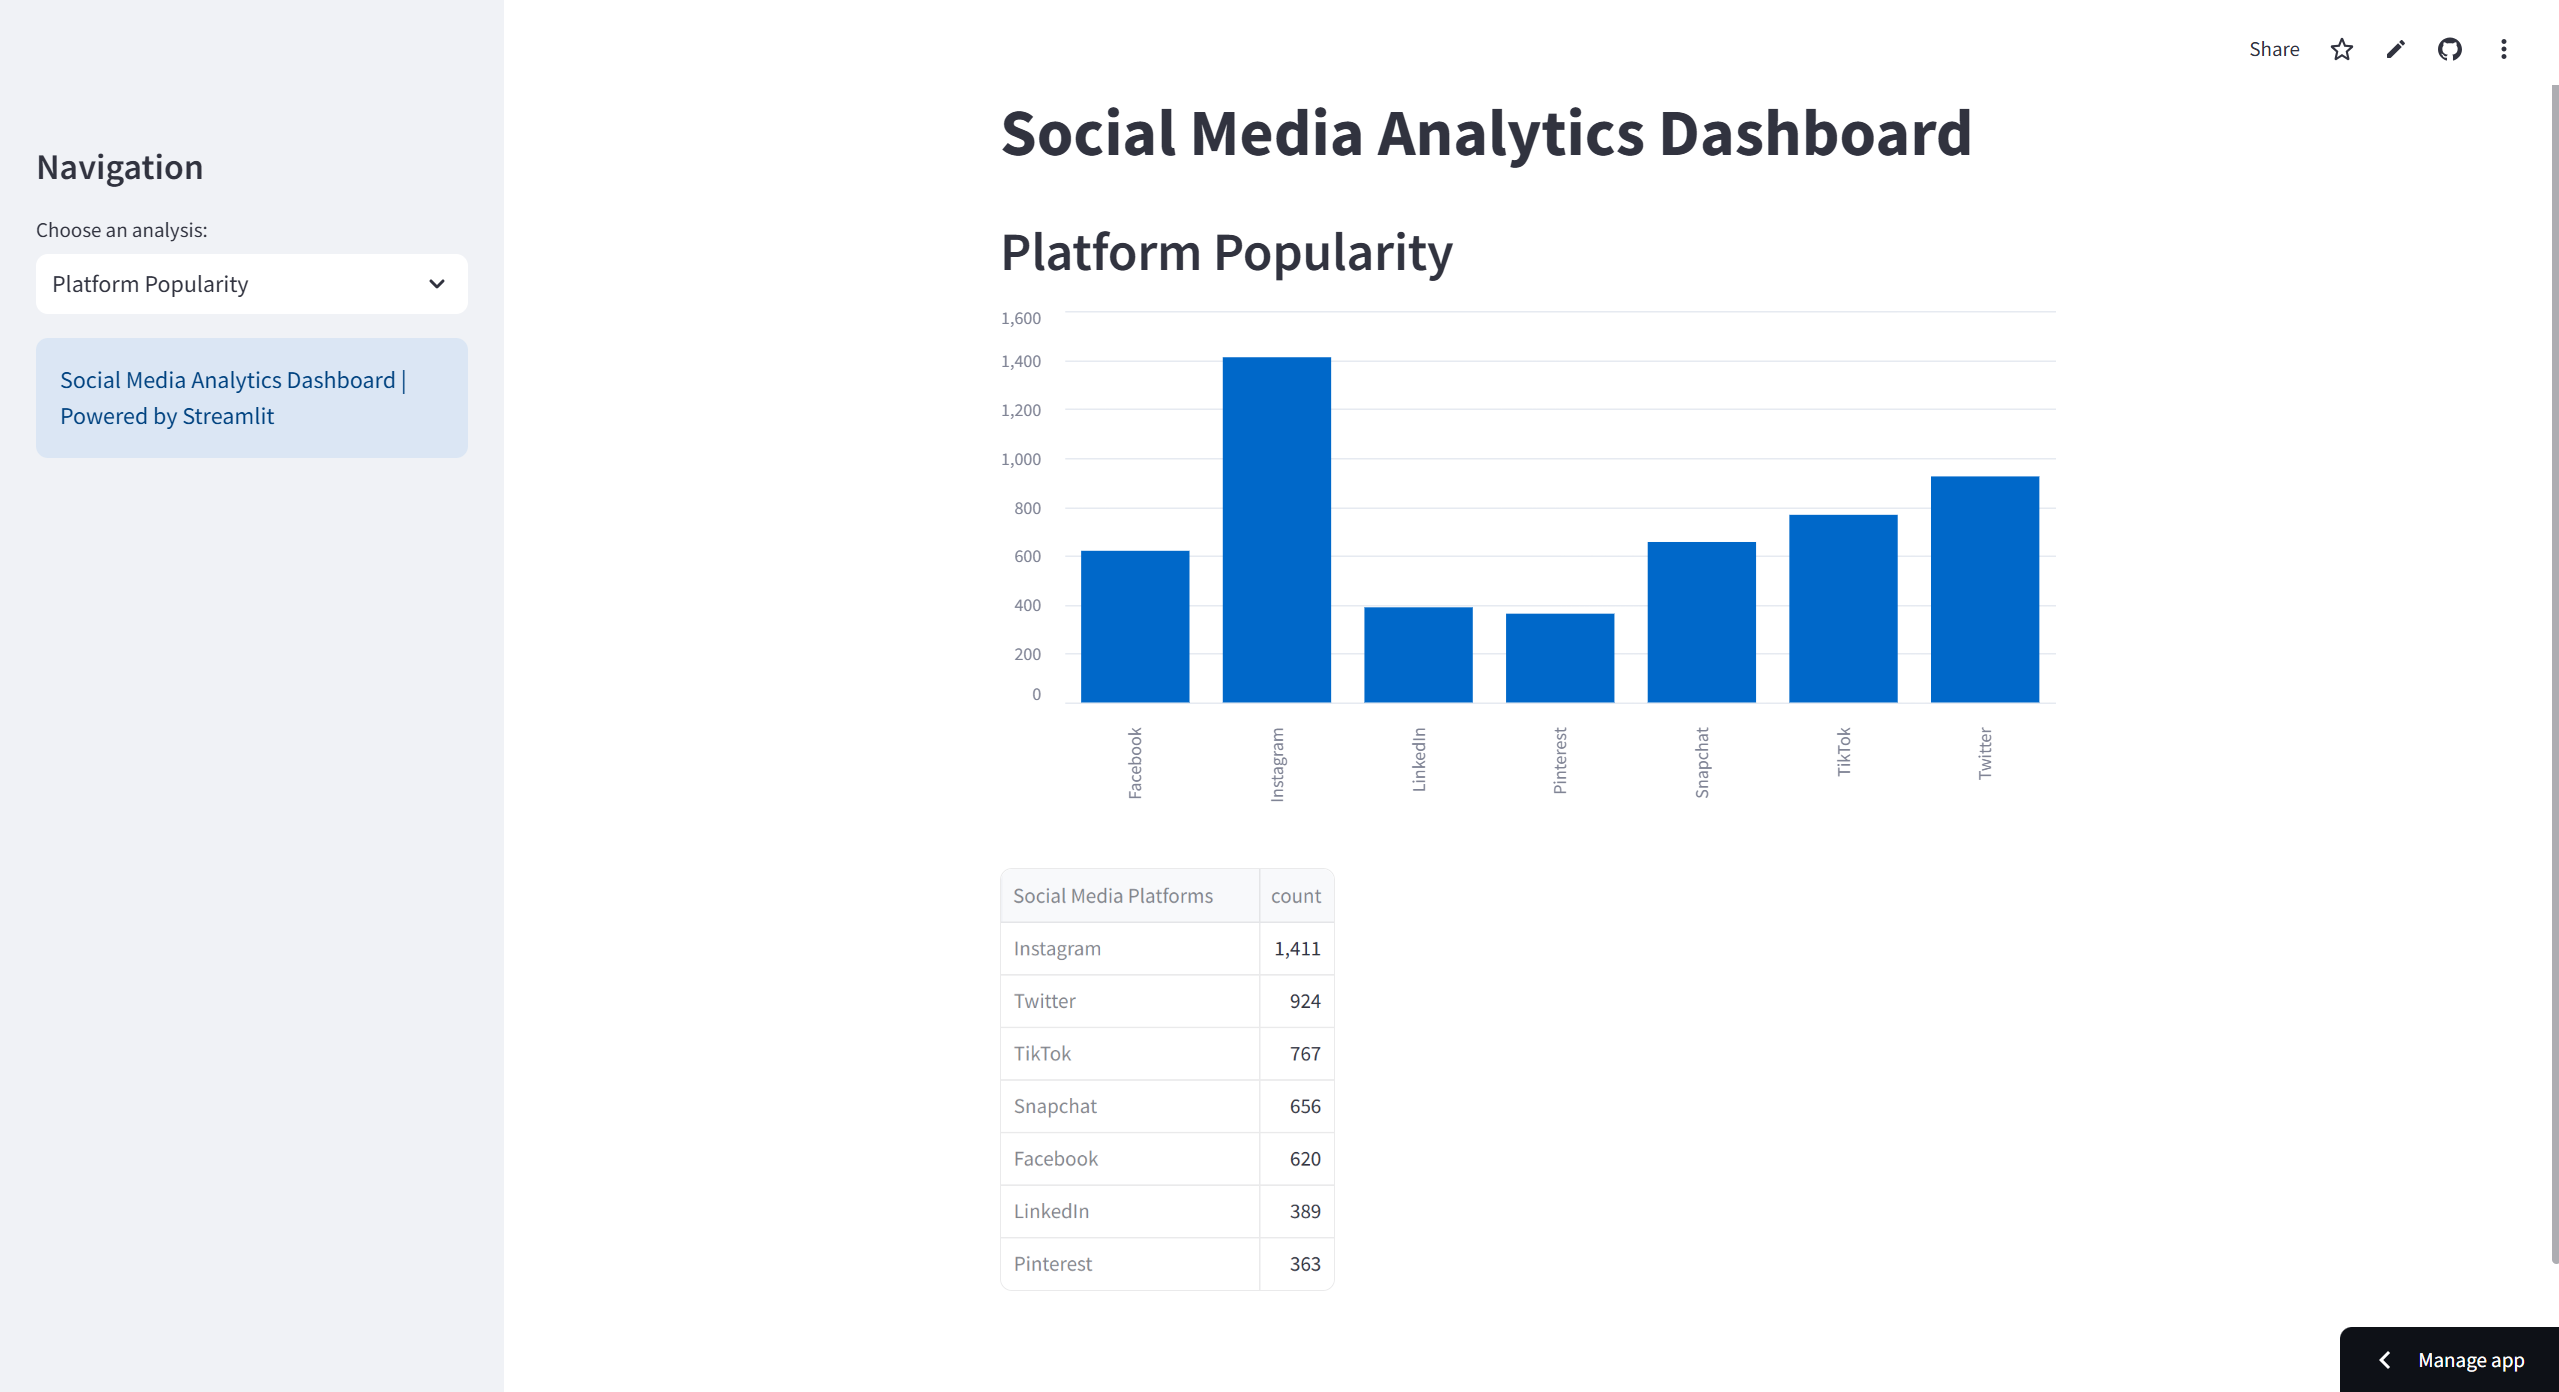 Share
Navigation
Choose an analysis:
Platform Popularity
Social Media Analytics Dashboard |
Powered by Streamlit
Social Media Analytics Dashboard
Platform Popularity
1,600
1,400
1,200
1,000
800
600
400
200
0
Facebook
Instagram
LinkedIn
Pinterest
Snapchat
TikTok
Twitter
Social Media Platforms count
Instagram 1,411
Twitter 924
TikTok 767
Snapchat 656
Facebook 620
LinkedIn 389
Pinterest 363
Manage app